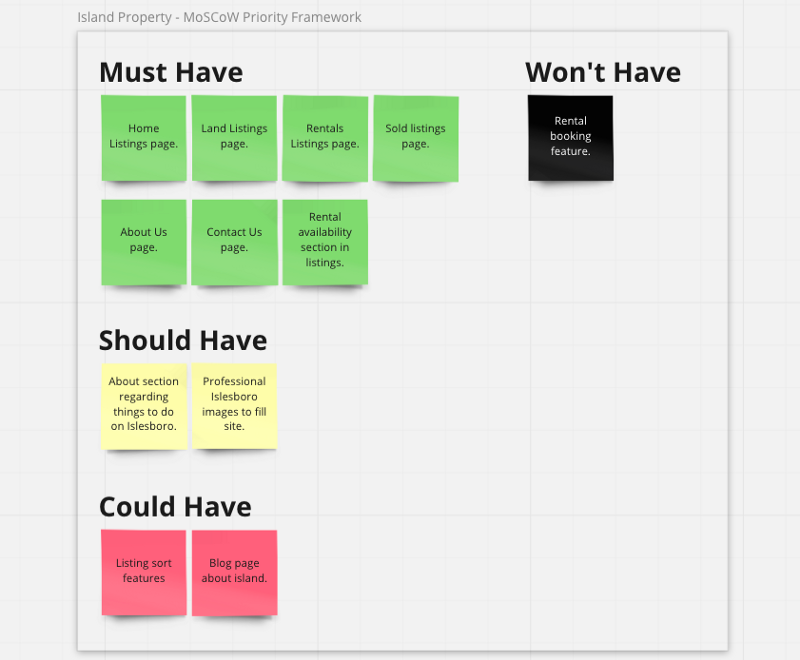 Island Property - MoSCoW Priority Framework
Must Have
Home
Listings page.
Land Listings
page.
Rentals
Listings page.
Sold listings
page.
About Us
page.
Contact Us
page.
Rental
availability
section in
listings.
Won't Have
Rental
booking
feature.
Should Have
About section
regarding
things to do
on Islesboro.
Professional
Islesboro
images to fill
site.
Could Have
Listing sort
features
Blog page
about island.